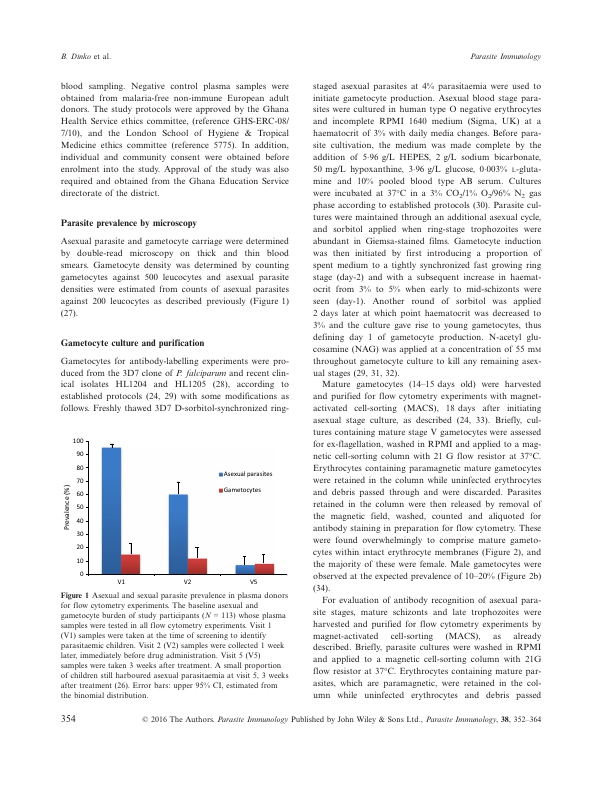 B. Dinko et al.
Parasite Immunology
blood sampling. Negative control plasma samples were
obtained from malaria-free non-immune European adult
donors. The study protocols were approved by the Ghana
Health Service ethics committee, (reference GHS-ERC-08/
7/10), and the London School of Hygiene & Tropical
Medicine ethics committee (reference 5775). In addition,
individual and community consent were obtained before
enrolment into the study. Approval of the study was also
required and obtained from the Ghana Education Service
directorate of the district.
Parasite prevalence by microscopy
Asexual parasite and gametocyte carriage were determined
by double-read microscopy on thick and thin blood
smears. Gametocyte density was determined by counting
gametocytes against 500 leucocytes and asexual parasite
densities were estimated from counts of asexual parasites
against 200 leucocytes as described previously (Figure 1)
(27).
Gametocyte culture and purification
Gametocytes for antibody-labelling experiments were pro-
duced from the 3D7 clone of P. falciparum and recent clin-
ical isolates HL1204 and HL1205 (28), according to
established protocols (24, 29) with some modifications as
follows. Freshly thawed 3D7 D-sorbitol-synchronized ring-
100
90
80
70
60
50
40
30
20
10
0
Prevalence (%)
Asexual parasites
Gametocytes
V1
V2
V5
Figure 1 Asexual and sexual parasite prevalence in plasma donors
for flow cytometry experiments. The baseline asexual and
gametocyte burden of study participants (N = 113) whose plasma
samples were tested in all flow cytometry experiments. Visit 1
(V1) samples were taken at the time of screening to identify
parasitaemic children. Visit 2 (V2) samples were collected 1 week
later, immediately before drug administration. Visit 5 (V5)
samples were taken 3 weeks after treatment. A small proportion
of children still harboured asexual parasitaemia at visit 5, 3 weeks
after treatment (26). Error bars: upper 95% CI, estimated from
the binomial distribution.
staged asexual parasites at 4% parasitaemia were used to
initiate gametocyte production. Asexual blood stage para-
sites were cultured in human type O negative erythrocytes
and incomplete RPMI 1640 medium (Sigma, UK) at a
haematocrit of 3% with daily media changes. Before para-
site cultivation, the medium was made complete by the
addition of 5·96 g/L HEPES, 2 g/L sodium bicarbonate,
50 mg/L hypoxanthine, 3·96 g/L glucose, 0·003% L-gluta-
mine and 10% pooled blood type AB serum. Cultures
were incubated at 37°C in a 3% CO2/1% O2/96% N2 gas
phase according to established protocols (30). Parasite cul-
tures were maintained through an additional asexual cycle,
and sorbitol applied when ring-stage trophozoites were
abundant in Giemsa-stained films. Gametocyte induction
was then initiated by first introducing a proportion of
spent medium to a tightly synchronized fast growing ring
stage (day-2) and with a subsequent increase in haemat-
ocrit from 3% to 5% when early to mid-schizonts were
seen (day-1). Another round of sorbitol was applied
2 days later at which point haematocrit was decreased to
3% and the culture gave rise to young gametocytes, thus
defining day 1 of gametocyte production. N-acetyl glu-
cosamine (NAG) was applied at a concentration of 55 mM
throughout gametocyte culture to kill any remaining asex-
ual stages (29, 31, 32).
Mature gametocytes (14–15 days old) were harvested
and purified for flow cytometry experiments with magnet-
activated cell-sorting (MACS), 18 days after initiating
asexual stage culture, as described (24, 33). Briefly, cul-
tures containing mature stage V gametocytes were assessed
for ex-flagellation, washed in RPMI and applied to a mag-
netic cell-sorting column with 21 G flow resistor at 37°C.
Erythrocytes containing paramagnetic mature gametocytes
were retained in the column while uninfected erythrocytes
and debris passed through and were discarded. Parasites
retained in the column were then released by removal of
the magnetic field, washed, counted and aliquoted for
antibody staining in preparation for flow cytometry. These
were found overwhelmingly to comprise mature gameto-
cytes within intact erythrocyte membranes (Figure 2), and
the majority of these were female. Male gametocytes were
observed at the expected prevalence of 10–20% (Figure 2b)
(34).
For evaluation of antibody recognition of asexual para-
site stages, mature schizonts and late trophozoites were
harvested and purified for flow cytometry experiments by
magnet-activated cell-sorting (MACS), as already
described. Briefly, parasite cultures were washed in RPMI
and applied to a magnetic cell-sorting column with 21G
flow resistor at 37°C. Erythrocytes containing mature par-
asites, which are paramagnetic, were retained in the col-
umn while uninfected erythrocytes and debris passed
354
© 2016 The Authors. Parasite Immunology Published by John Wiley & Sons Ltd., Parasite Immunology, 38, 352–364